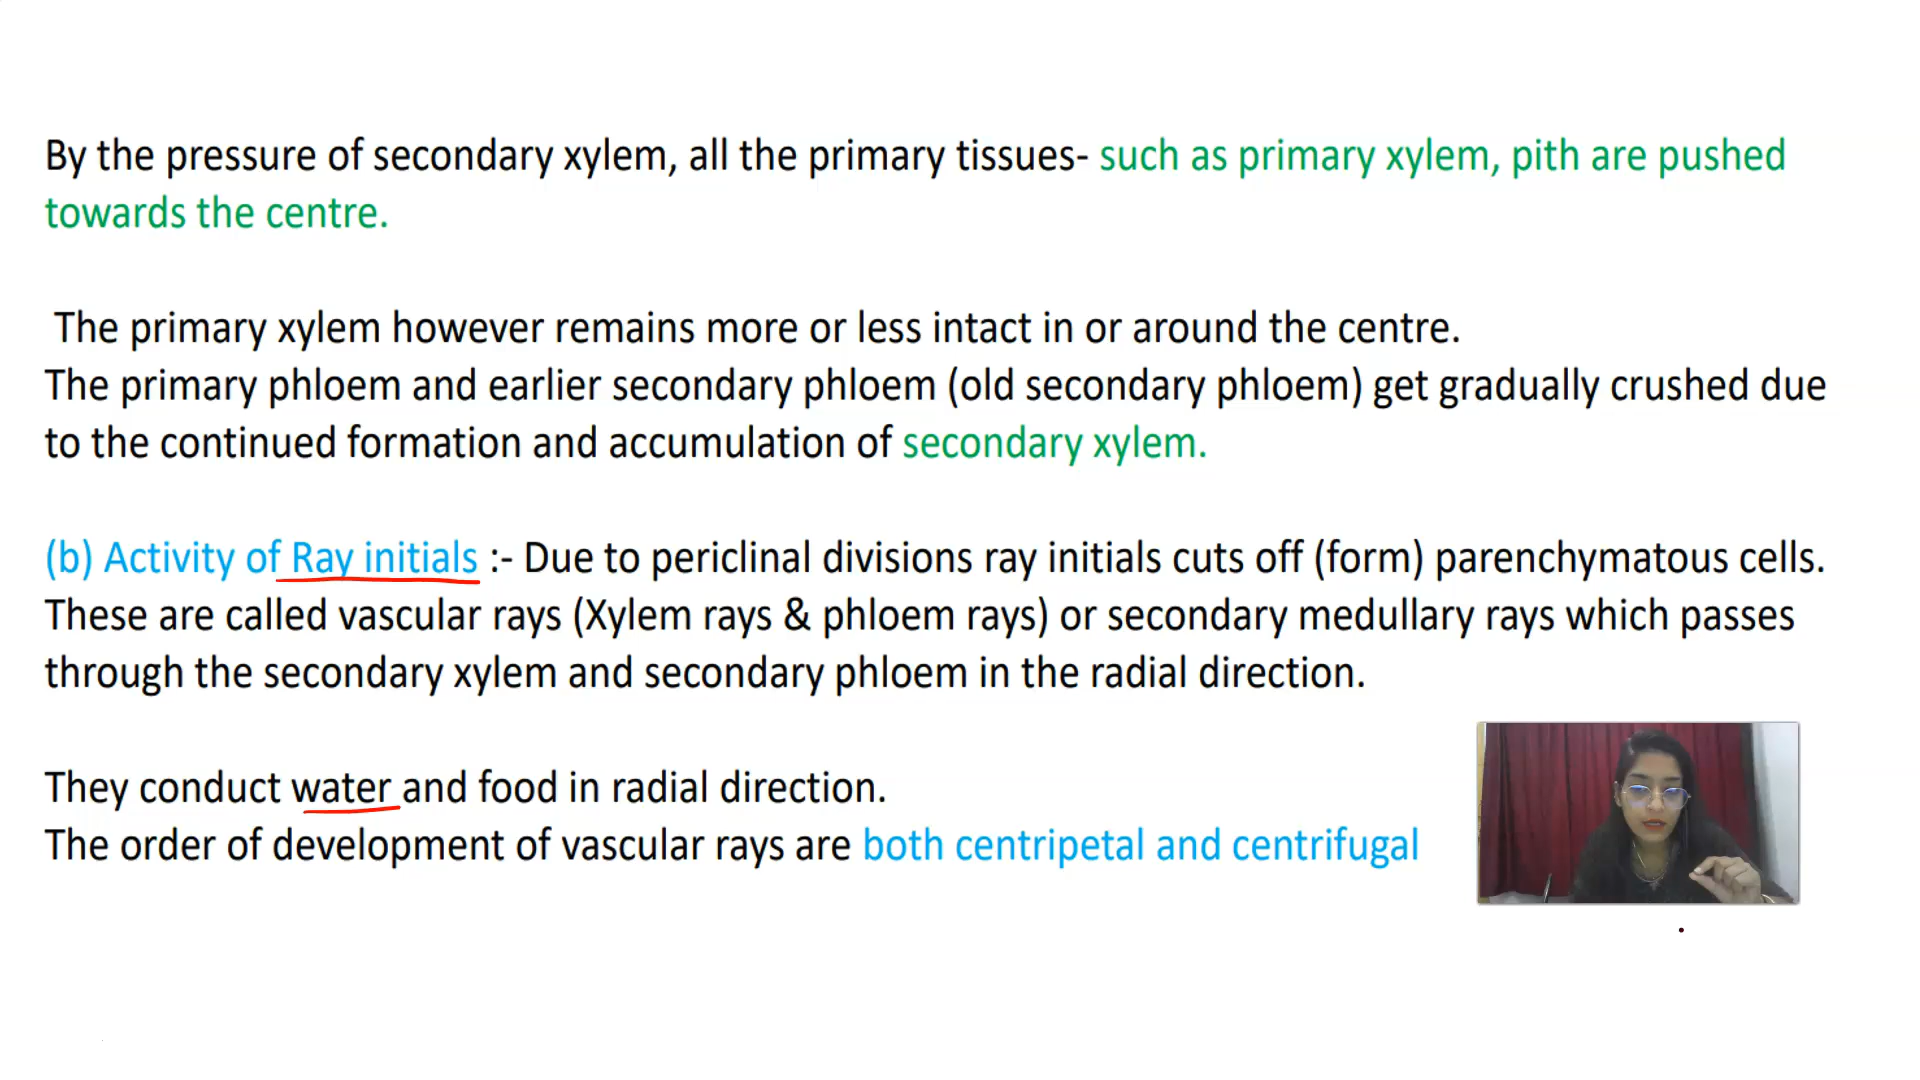 By the pressure of secondary xylem, all the primary tissues- such as primary xylem, pith are pushed
towards the centre.
The primary xylem however remains more or less intact in or around the centre.
The primary phloem and earlier secondary phloem (old secondary phloem) get gradually crushed due
to the continued formation and accumulation of secondary xylem.
(b) Activity of Ray initials :- Due to periclinal divisions ray initials cuts off (form) parenchymatous cells.
These are called vascular rays (Xylem rays & phloem rays) or secondary medullary rays which passes
through the secondary xylem and secondary phloem in the radial direction.
They conduct water and food in radial direction.
The order of development of vascular rays are both centripetal and centrifugal